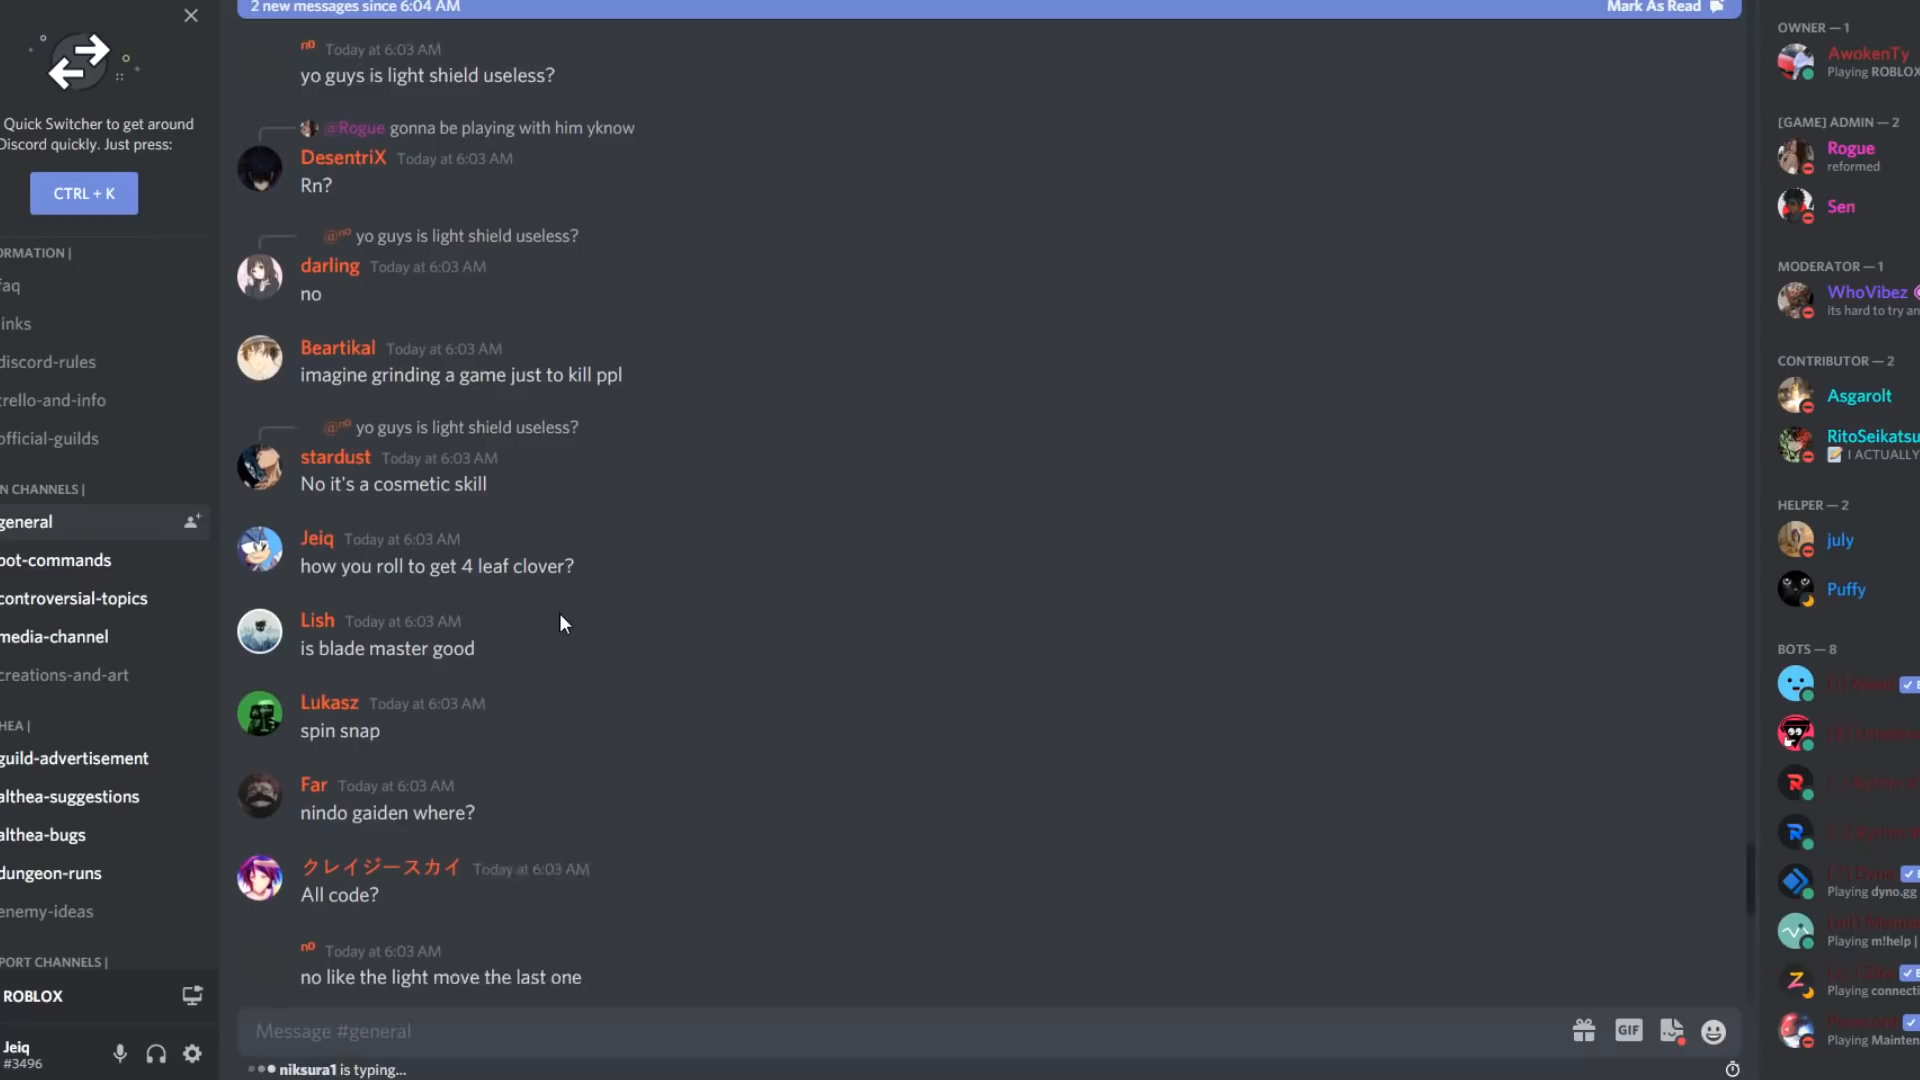 2 new messages since 6:04 AM
Mark As Read
Quick Switcher to get around
Discord quickly. Just press:
CTRL + K
ORMATION |
faq
inks
discord-rules
trello-and-info
official-guilds
N CHANNELS |
general
bot-commands
controversial-topics
media-channel
creations-and-art
HEA |
guild-advertisement
althea-suggestions
althea-bugs
dungeon-runs
enemy-ideas
PORT CHANNELS |
ROBLOX
Jeiq
#3496
n0 Today at 6:03 AM
yo guys is light shield useless?
@Rogue gonna be playing with him yknow
DesentriX Today at 6:03 AM
Rn?
@n0 yo guys is light shield useless?
darling Today at 6:03 AM
no
Beartikal Today at 6:03 AM
imagine grinding a game just to kill ppl
@n0 yo guys is light shield useless?
stardust Today at 6:03 AM
No it's a cosmetic skill
Jeiq Today at 6:03 AM
how you roll to get 4 leaf clover?
Lish Today at 6:03 AM
is blade master good
Lukasz Today at 6:03 AM
spin snap
Far Today at 6:03 AM
nindo gaiden where?
クレイジースカイ Today at 6:03 AM
All code?
n0 Today at 6:03 AM
no like the light move the last one
Message #general
GIF
niksura1 is typing...
OWNER — 1
AwokenTy
Playing ROBLOX
[GAME] ADMIN — 2
Rogue
reformed
Sen
MODERATOR — 1
WhoVibez
its hard to try an
CONTRIBUTOR — 2
Asgarolt
RitoSeikatsu
I ACTUALLY
HELPER — 2
july
Puffy
BOTS — 8
Playing dyno.gg
Playing m!help |
Playing connecti
Playing Mainten